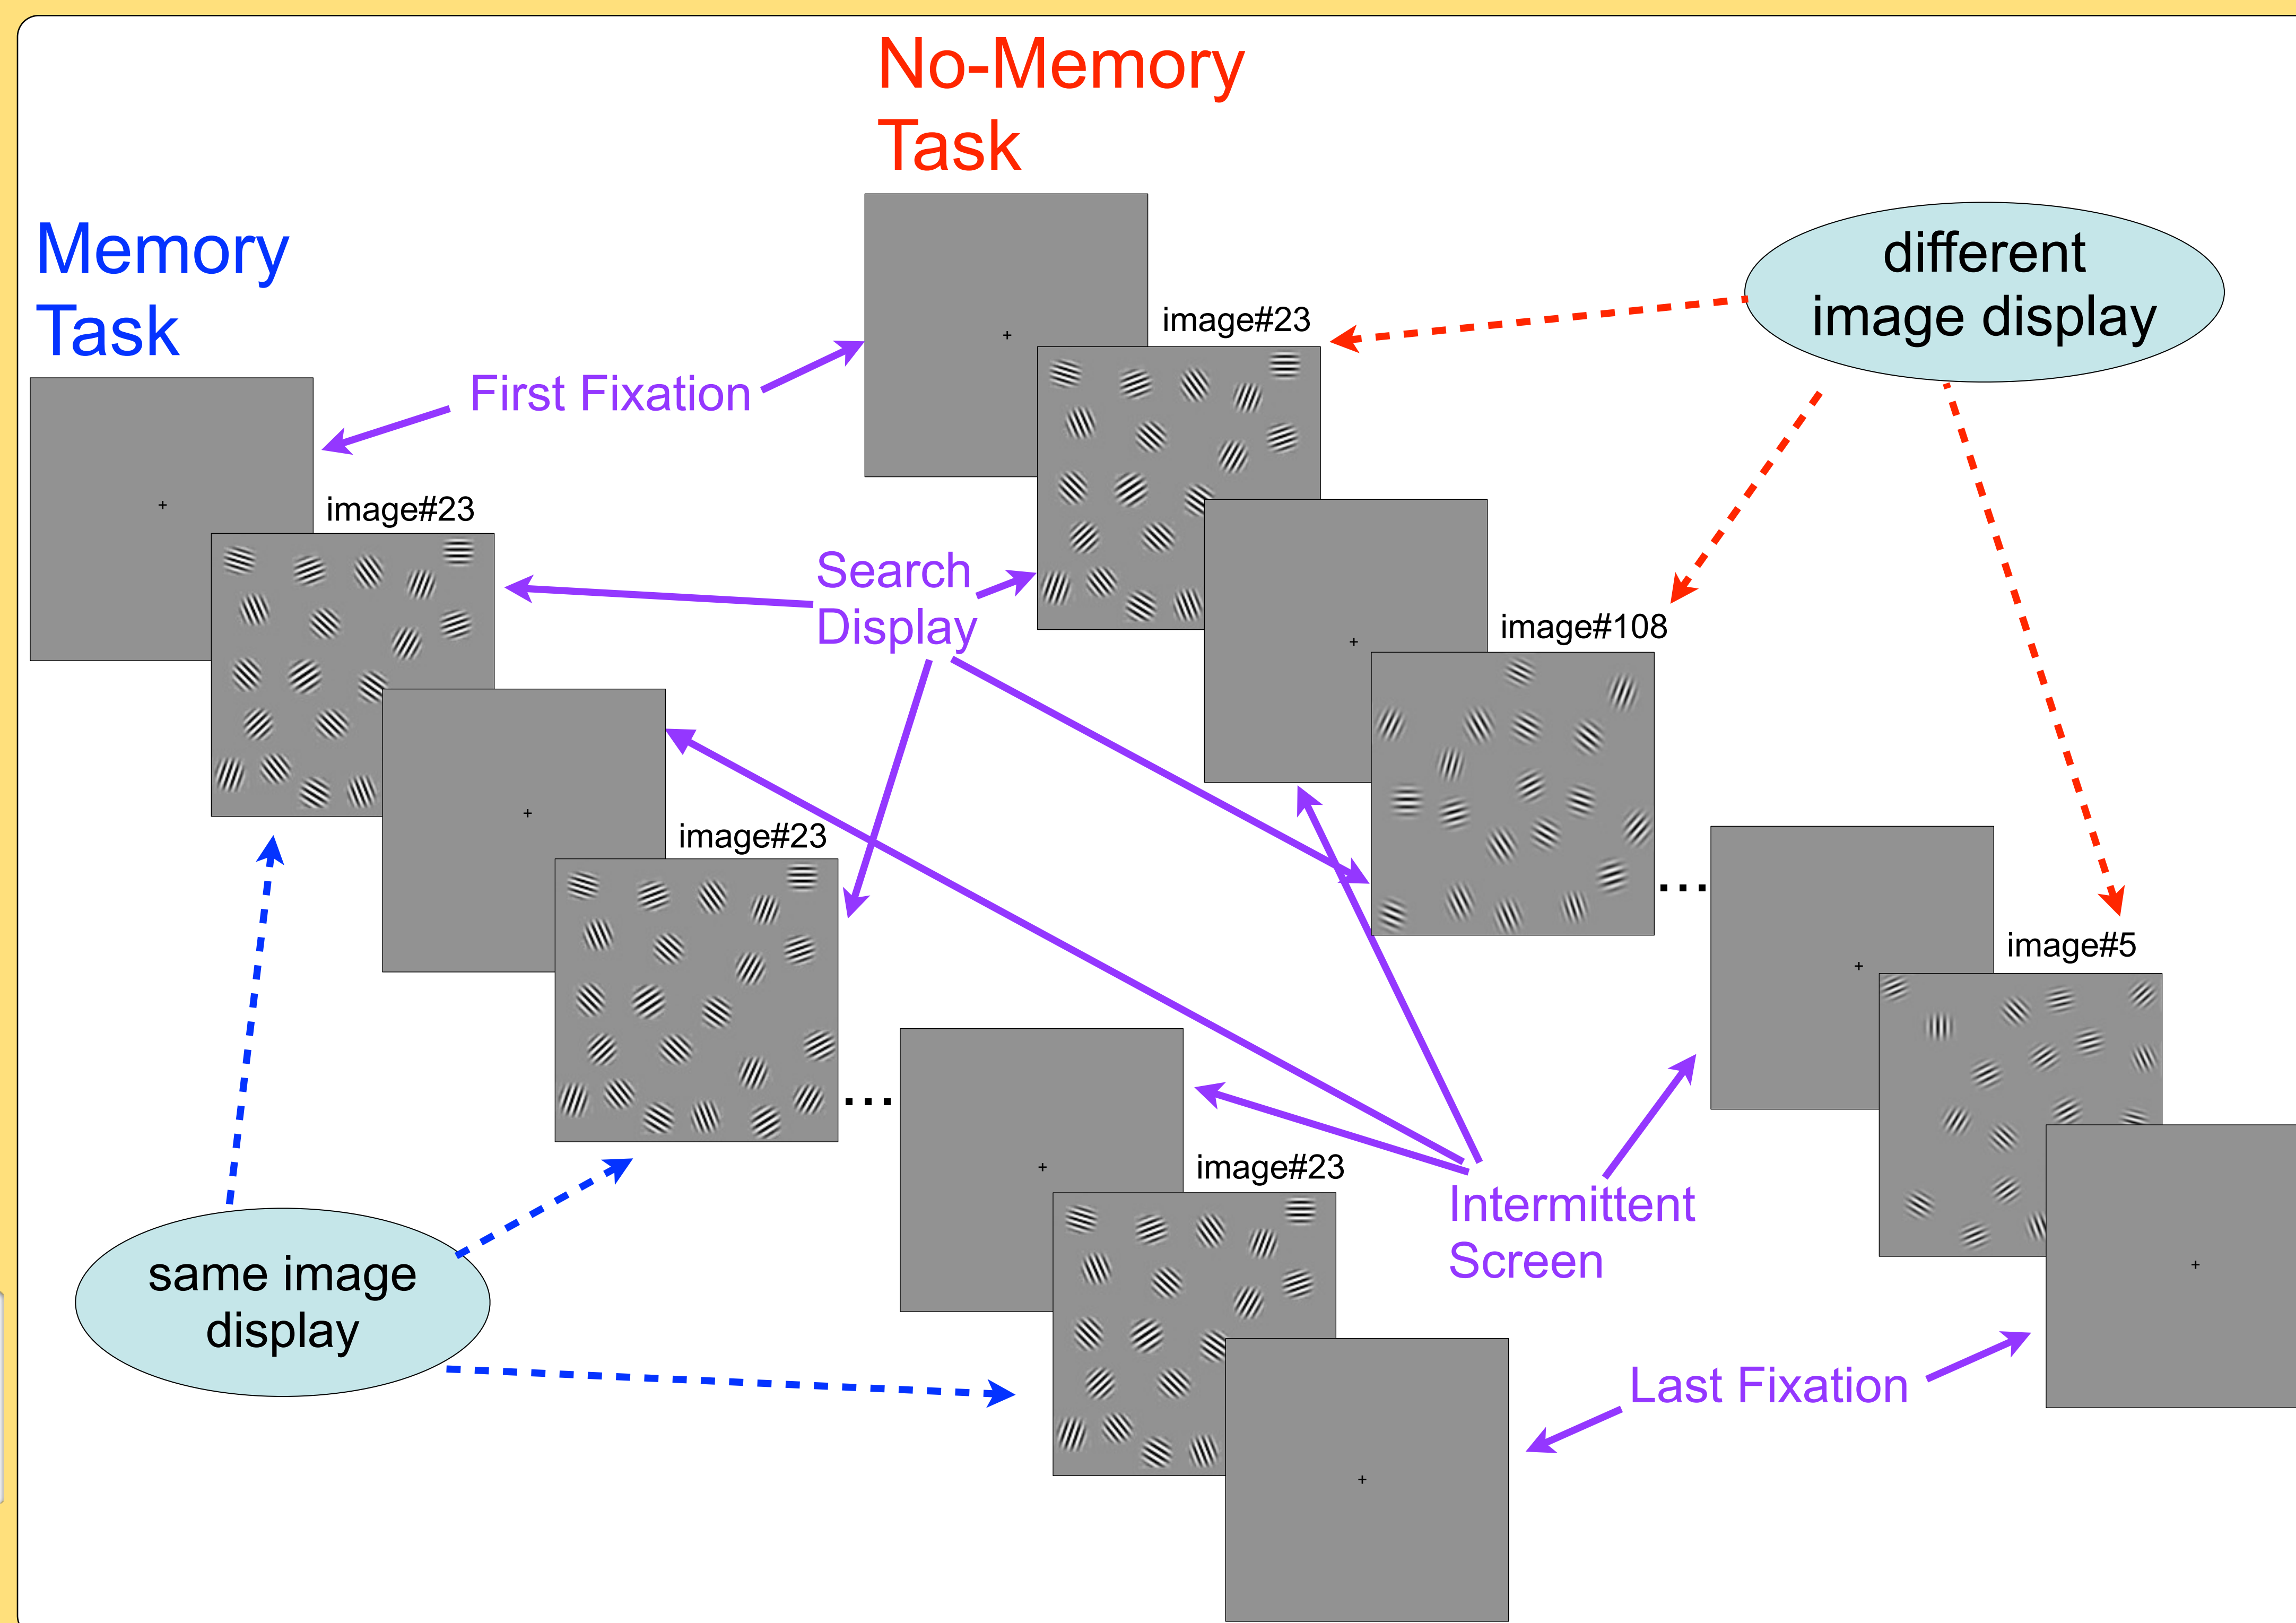 No-Memory
Task
Memory
Task
different
image display
image#23
First Fixation
image#23
Search
Display
image#108
image#23
...
image#5
...
image#23
Intermittent
Screen
same image
display
Last Fixation